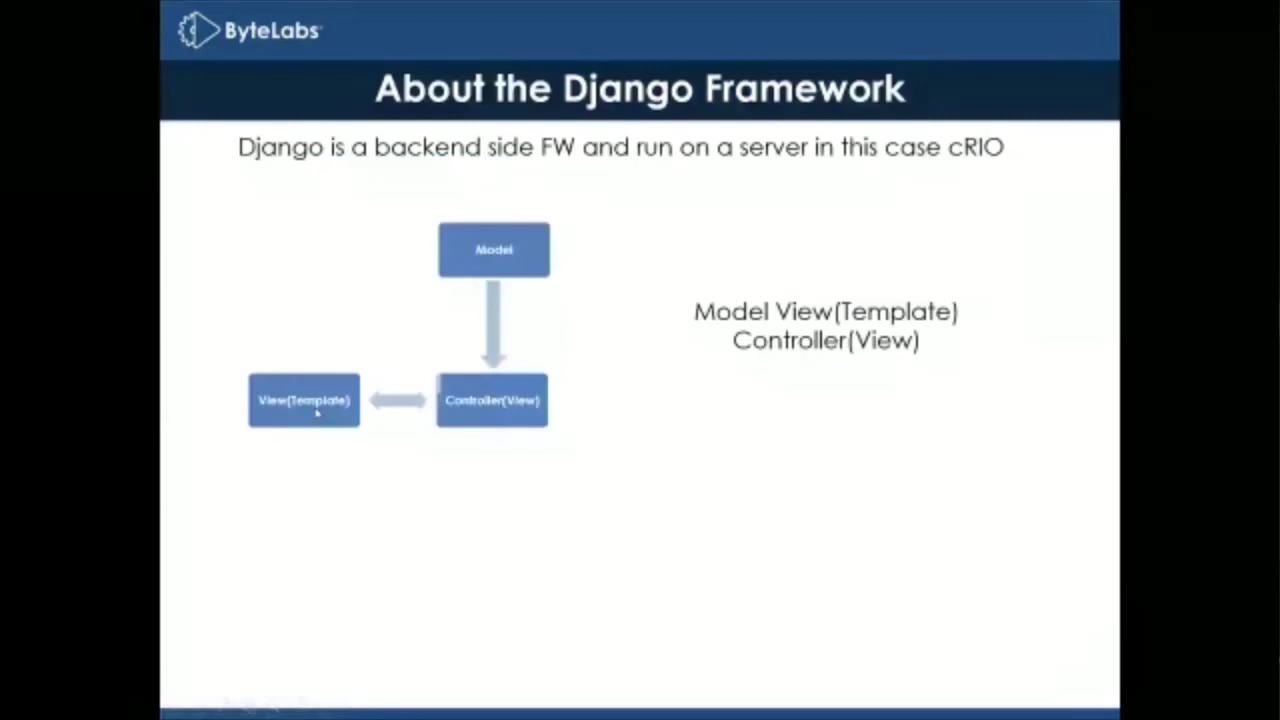 ByteLabs
About the Django Framework
Django is a backend side FW and run on a server in this case cRIO
Model
Model View(Template)
Controller(View)
View(Template)
Controller(View)